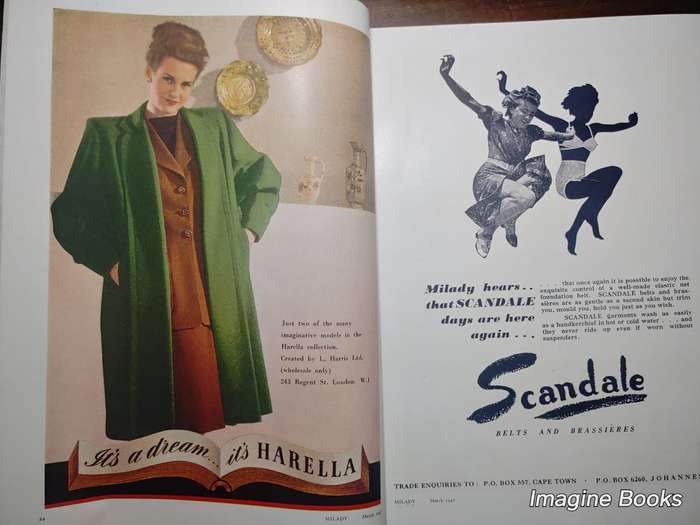 Just two of the many
imaginative models in the
Harella collection.
Created by L. Harris Ltd.
(wholesale only)
243 Regent St. London W.1
It's a dream... it's HARELLA
MILADY March
Milady hears..
that SCANDALE
days are here
again...
.... that once again it is possible to enjoy the
exquisite control of a well-made elastic net
foundation belt. SCANDALE belts and bras-
sières are as gentle as a second skin but trim
you, mould you, hold you just as you wish.
SCANDALE garments wash as easily
as a handkerchief in hot or cold water ... and
they never ride up even if worn without
suspenders.
Scandale
BELTS AND BRASSIÈRES
TRADE ENQUIRIES TO: P.O. BOX 557, CAPE TOWN · P.O. BOX 6260, JOHANNE
MILADY March 1947
Imagine Books